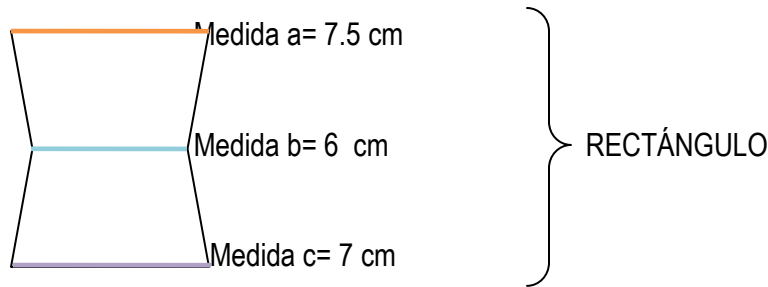 Medida a= 7.5 cm
Medida b= 6 cm
RECTÁNGULO
Medida c= 7 cm